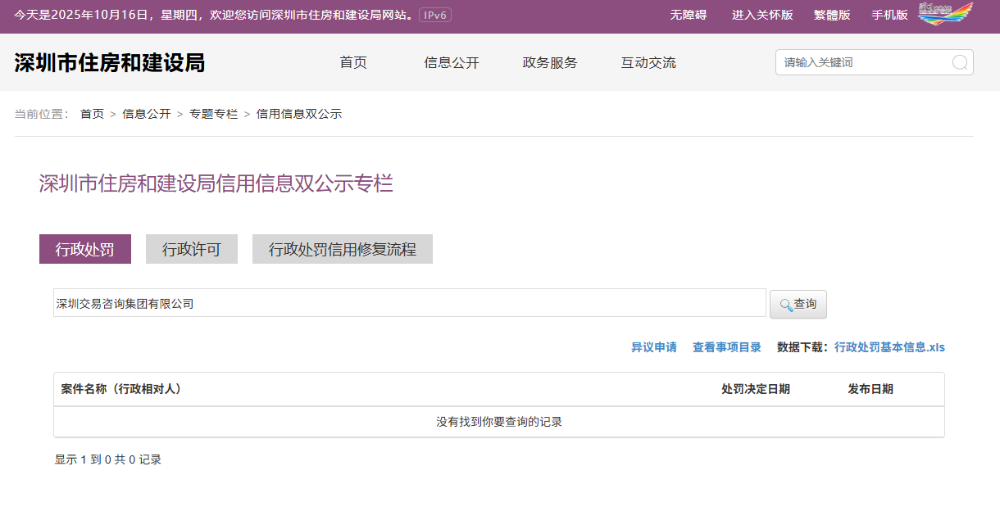 今天是2025年10月16日，星期四，欢迎您访问深圳市住房和建设局网站。 IPv6 无障碍 进入关怀版 繁體版 手机版
深圳市住房和建设局 首页 信息公开 政务服务 互动交流 请输入关键词
当前位置： 首页 > 信息公开 > 专题专栏 > 信用信息双公示
深圳市住房和建设局信用信息双公示专栏
行政处罚 行政许可 行政处罚信用修复流程
深圳交易咨询集团有限公司 查询
异议申请 查看事项目录 数据下载：行政处罚基本信息.xls
案件名称（行政相对人） 处罚决定日期 发布日期
没有找到你要查询的记录
显示 1 到 0 共 0 记录